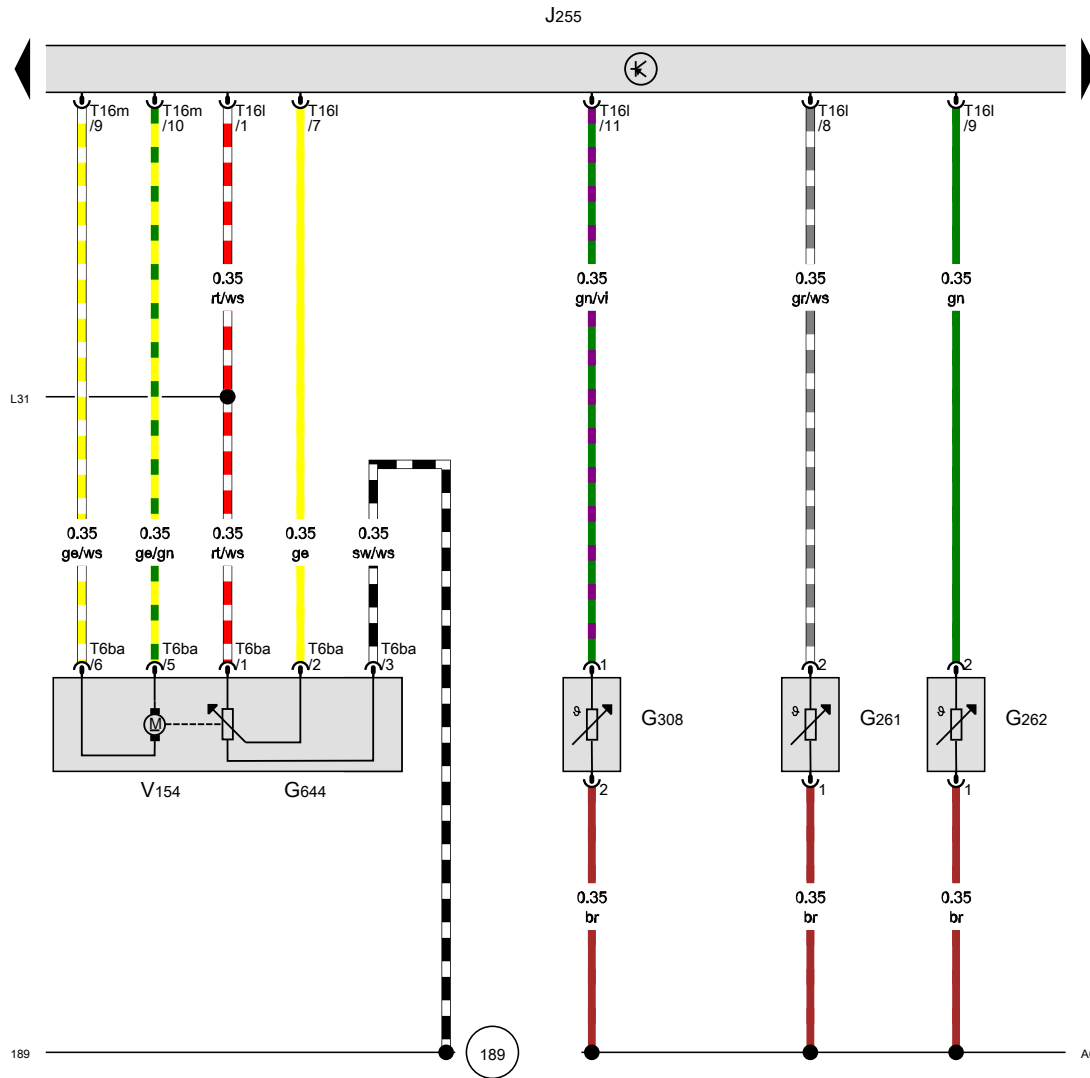 J255
T16m
/9
T16m
/10
T16l
/1
T16l
/7
T16l
/11
T16l
/8
T16l
/9
0.35
rt/ws
0.35
gn/vi
0.35
gr/ws
0.35
gn
L31
0.35
ge/ws
0.35
ge/gn
0.35
rt/ws
0.35
ge
0.35
sw/ws
T6ba
/6
T6ba
/5
T6ba
/1
T6ba
/2
T6ba
/3
1
2
2
M
ϑ
ϑ
ϑ
G308
G261
G262
V154
G644
2
1
1
0.35
br
0.35
br
0.35
br
189
189